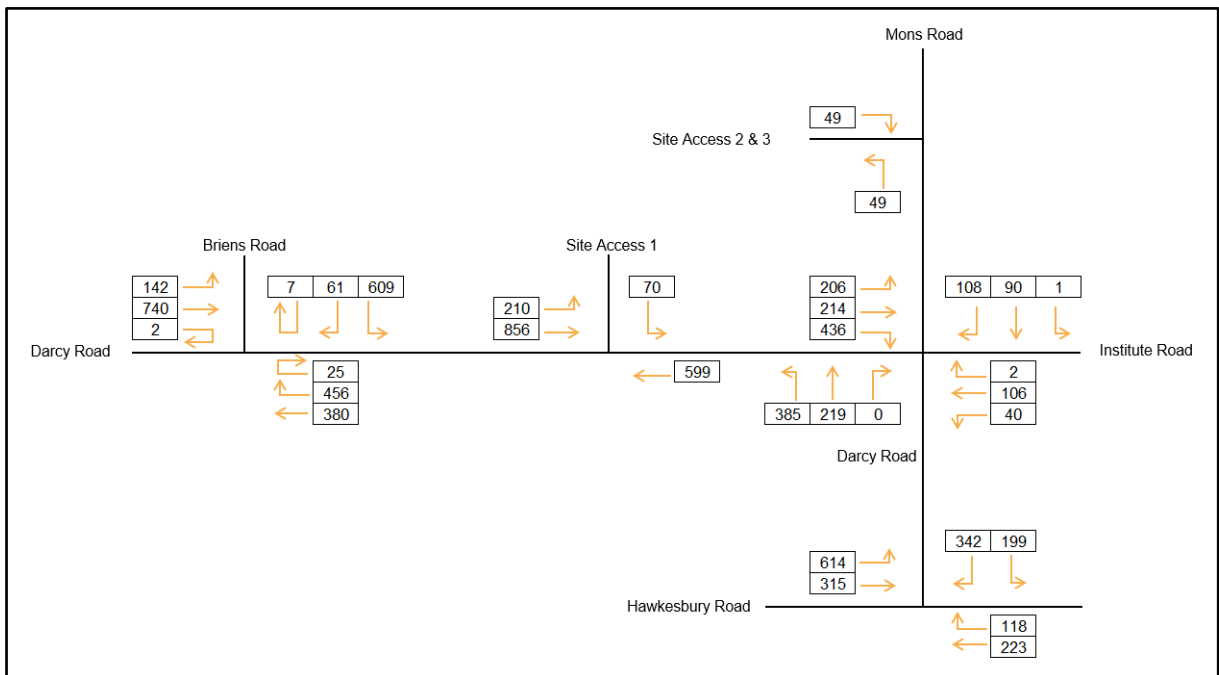 Mons Road
49
Site Access 2 & 3
49
Briens Road
Site Access 1
142
740
2
7 61 609
210
856
70
206
214
436
108 90 1
Darcy Road
Institute Road
25
456
380
599
385 219 0
2
106
40
Darcy Road
614
315
342 199
Hawkesbury Road
118
223